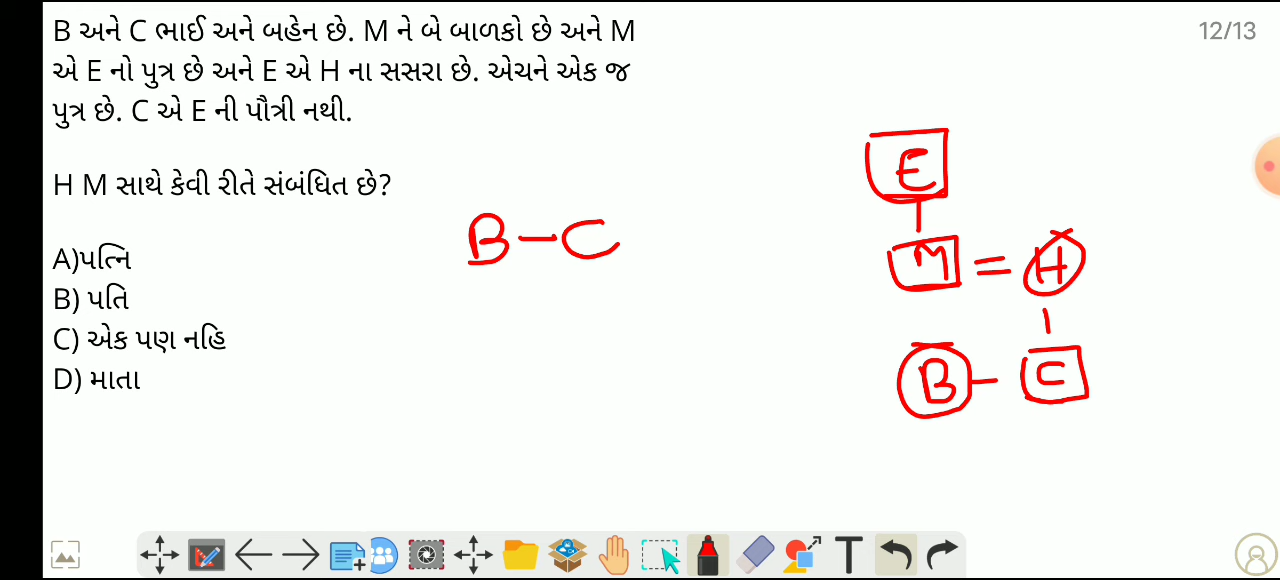 B અને C ભાઈ અને બહેન છે. M ને બે બાળકો છે અને M
એ E નો પુત્ર છે અને E એ H ના સસરા છે. એચને એક જ
પુત્ર છે. C એ E ની પૌત્રી નથી.
12/13
H M સાથે કેવી રીતે સંબંધિત છે?
A)પત્નિ
B) પતિ
C) એક પણ નહિ
D) માતા
B - C
E
M = H
B - C